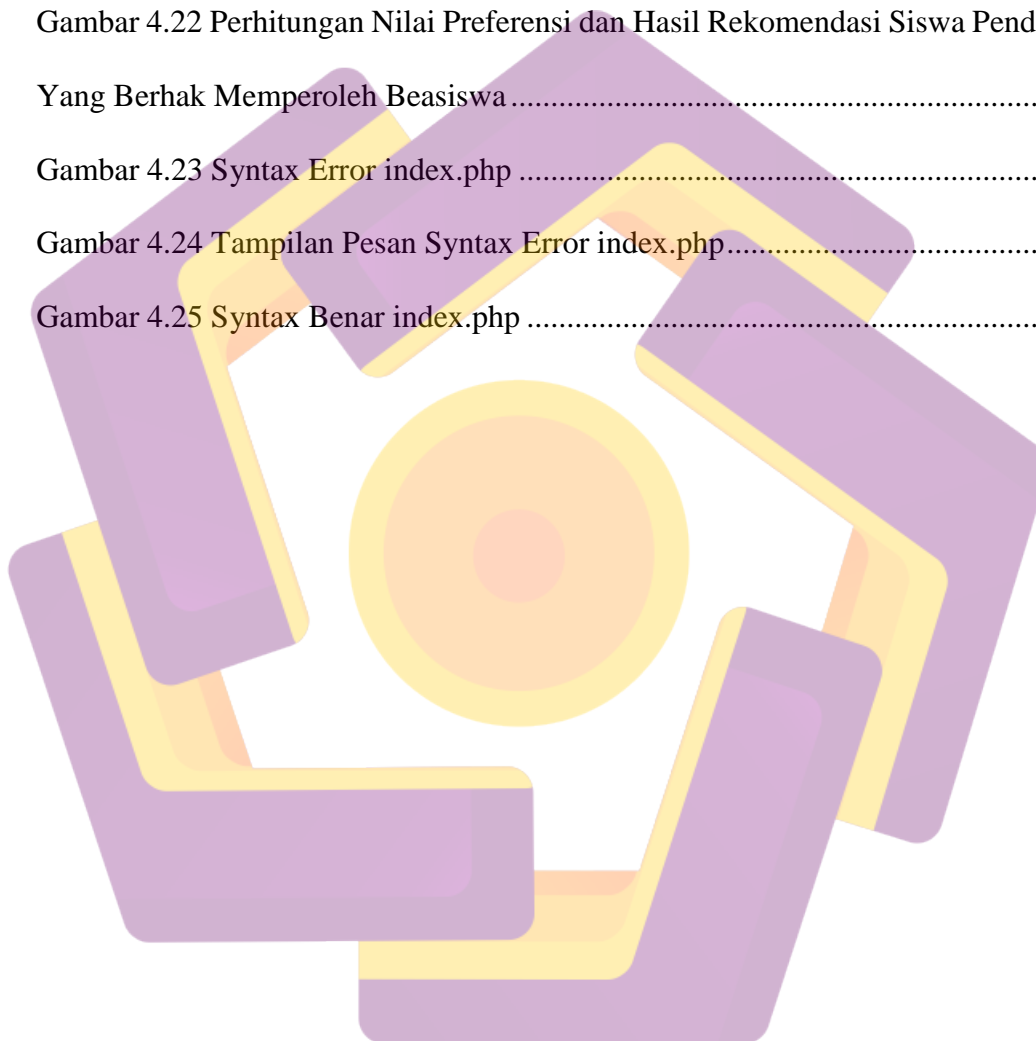 Gambar 4.22 Perhitungan Nilai Preferensi dan Hasil Rekomendasi Siswa Pend
Yang Berhak Memperoleh Beasiswa ..................................................................
Gambar 4.23 Syntax Error index.php .................................................................
Gambar 4.24 Tampilan Pesan Syntax Error index.php.......................................
Gambar 4.25 Syntax Benar index.php ................................................................